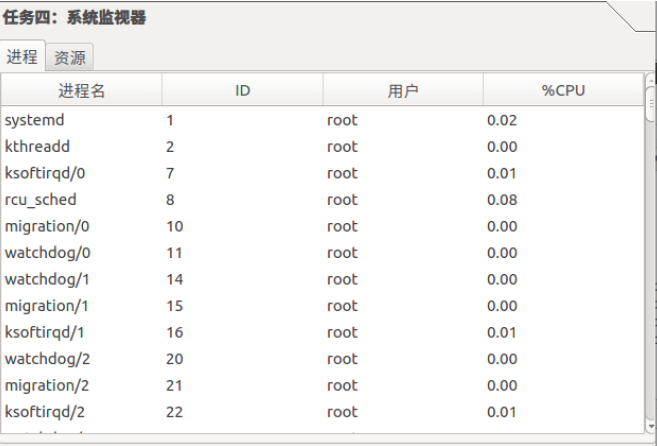 任务四：系统监视器
进程 资源
进程名 ID 用户 %CPU
systemd 1 root 0.02
kthreadd 2 root 0.00
ksoftirqd/0 7 root 0.01
rcu_sched 8 root 0.08
migration/0 10 root 0.00
watchdog/0 11 root 0.00
watchdog/1 14 root 0.00
migration/1 15 root 0.00
ksoftirqd/1 16 root 0.01
watchdog/2 20 root 0.00
migration/2 21 root 0.00
ksoftirqd/2 22 root 0.01